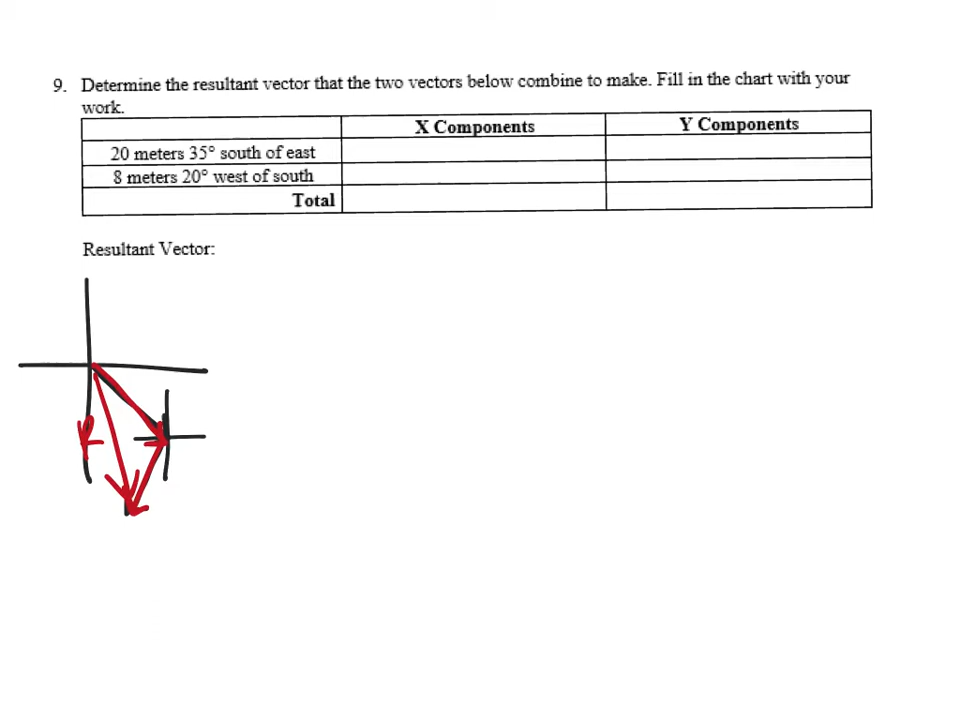 9. Determine the resultant vector that the two vectors below combine to make. Fill in the chart with your
work.
X Components Y Components
20 meters 35° south of east
8 meters 20° west of south
Total
Resultant Vector: